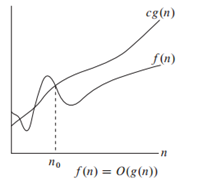 cg(n)
f(n)
n
n₀
f(n) = O(g(n))